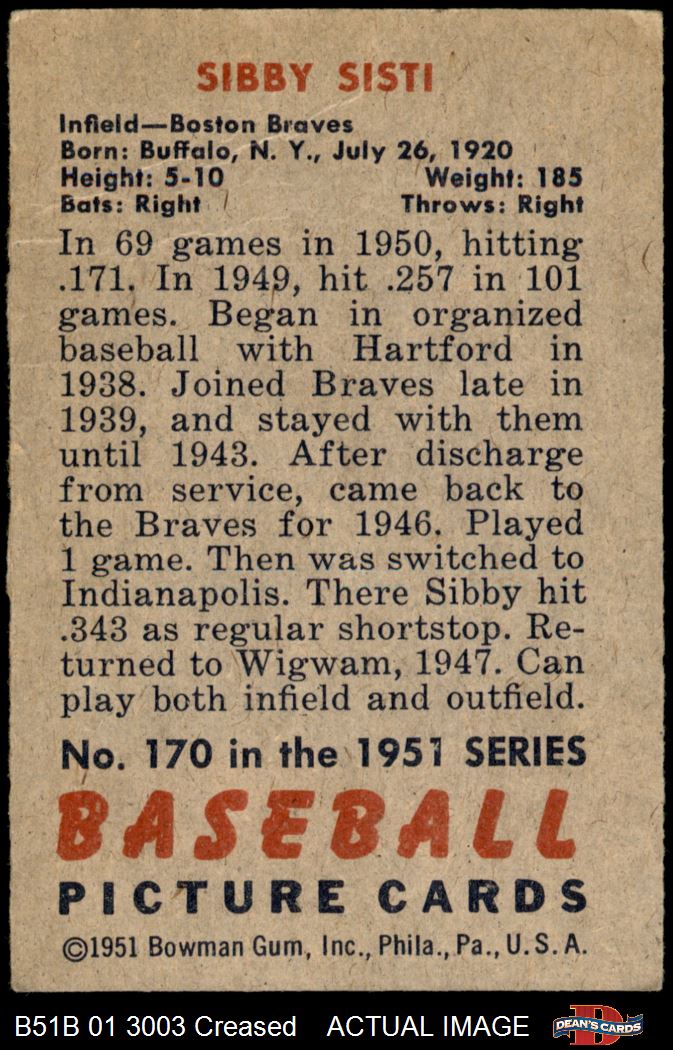 SIBBY SISTI
Infield—Boston Braves
Born: Buffalo, N. Y., July 26, 1920
Height: 5-10 Weight: 185
Bats: Right Throws: Right
In 69 games in 1950, hitting
.171. In 1949, hit .257 in 101
games. Began in organized
baseball with Hartford in
1938. Joined Braves late in
1939, and stayed with them
until 1943. After discharge
from service, came back to
the Braves for 1946. Played
1 game. Then was switched to
Indianapolis. There Sibby hit
.343 as regular shortstop. Re-
turned to Wigwam, 1947. Can
play both infield and outfield.
No. 170 in the 1951 SERIES
BASEBALL
PICTURE CARDS
©1951 Bowman Gum, Inc., Phila., Pa., U. S. A.
B51B 01 3003 Creased ACTUAL IMAGE
D
DEAN'S CARDS